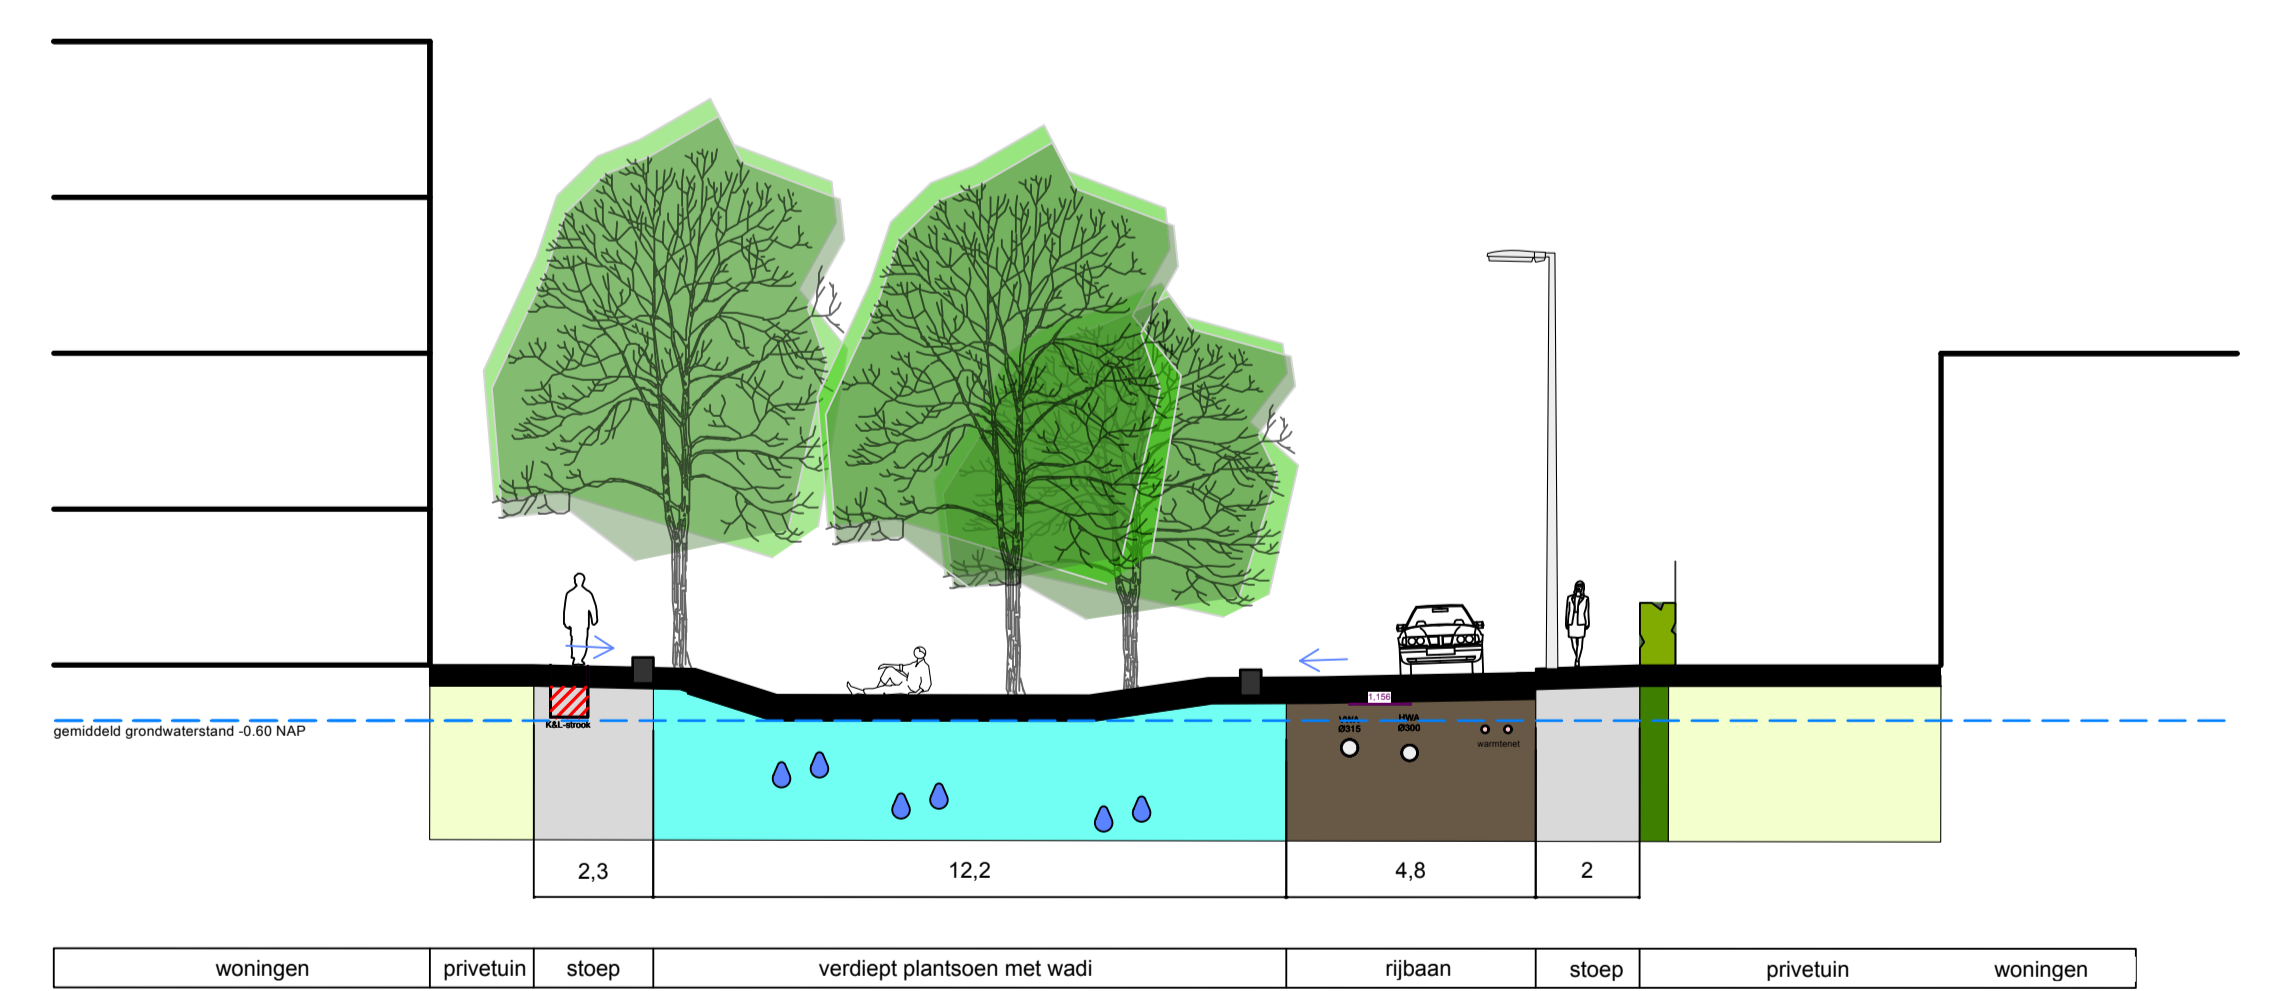 1,156
VWA HWA
Ø315 Ø300
K&L-strook
gemiddeld grondwaterstand -0.60 NAP
warmtenet
2,3 12,2 4,8 2
woningen privetuin stoep verdiept plantsoen met wadi rijbaan stoep privetuin woningen